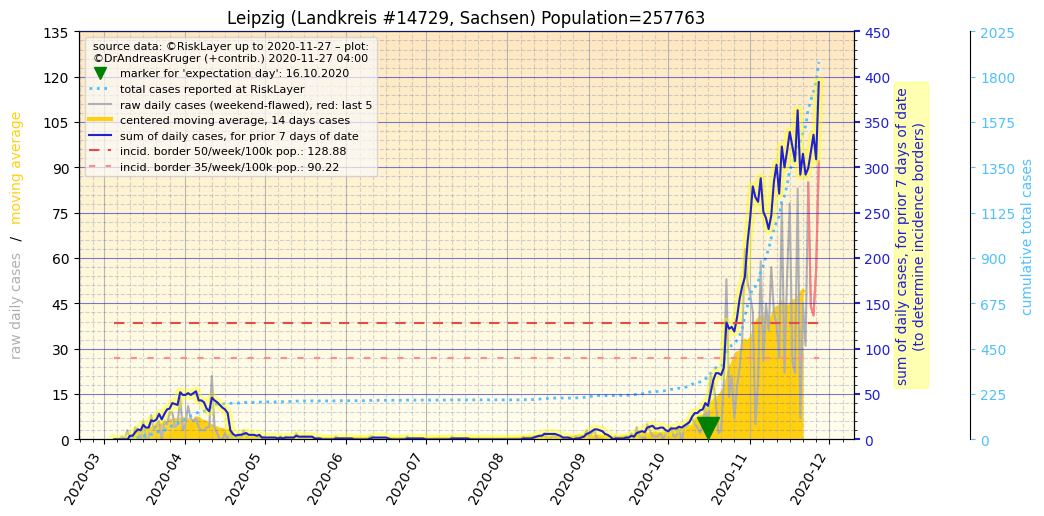 Leipzig (Landkreis #14729, Sachsen) Population=257763
source data: ©RiskLayer up to 2020-11-27 – plot:
©DrAndreasKruger (+contrib.) 2020-11-27 04:00
marker for 'expectation day': 16.10.2020
total cases reported at RiskLayer
raw daily cases (weekend-flawed), red: last 5
centered moving average, 14 days cases
sum of daily cases, for prior 7 days of date
incid. border 50/week/100k pop.: 128.88
incid. border 35/week/100k pop.: 90.22
raw daily cases / moving average
135
120
105
90
75
60
45
30
15
0
2020-03
2020-04
2020-05
2020-06
2020-07
2020-08
2020-09
2020-10
2020-11
2020-12
450
400
350
300
250
200
150
100
50
0
sum of daily cases, for prior 7 days of date
(to determine incidence borders)
2025
1800
1575
1350
1125
900
675
450
225
0
cumulative total cases